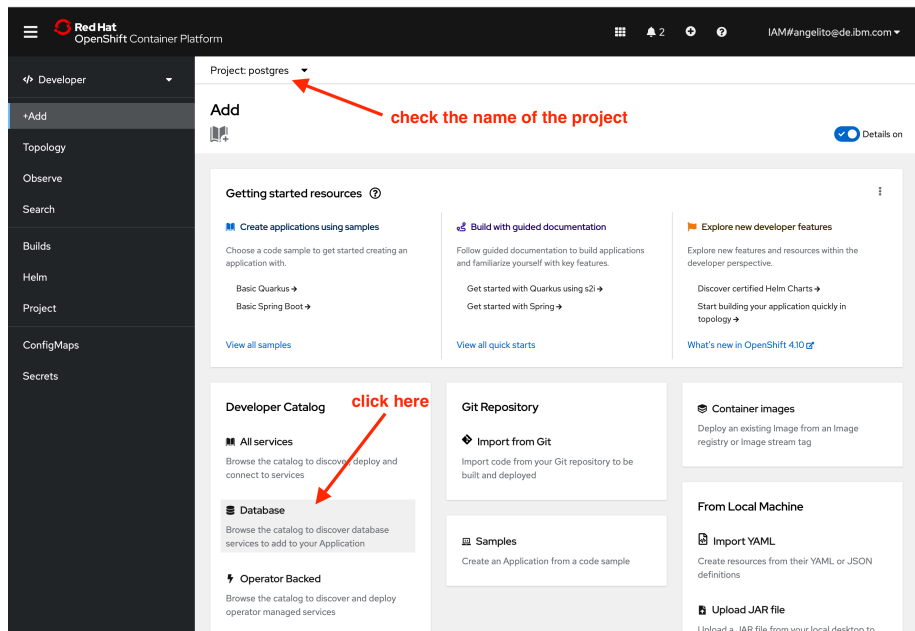 Red Hat
OpenShift Container Platform
2
IAM#angelito@de.ibm.com
Developer
+Add
Topology
Observe
Search
Builds
Helm
Project
ConfigMaps
Secrets
Project: postgres
check the name of the project
Add
Details on
Getting started resources
Create applications using samples
Choose a code sample to get started creating an
application with.
Basic Quarkus
Basic Spring Boot
View all samples
Build with guided documentation
Follow guided documentation to build applications
and familiarize yourself with key features.
Get started with Quarkus using s2i
Get started with Spring
View all quick starts
Explore new developer features
Explore new features and resources within the
developer perspective.
Discover certified Helm Charts
Start building your application quickly in
topology
What's new in OpenShift 4.10
Developer Catalog
click here
All services
Browse the catalog to discover, deploy and
connect to services
Database
Browse the catalog to discover database
services to add to your Application
Operator Backed
Browse the catalog to discover and deploy
operator managed services
Git Repository
Import from Git
Import code from your Git repository to be
built and deployed
Samples
Create an Application from a code sample
Container images
Deploy an existing Image from an Image
registry or Image stream tag
From Local Machine
Import YAML
Create resources from their YAML or JSON
definitions
Upload JAR file
Upload a JAR file from your local desktop to